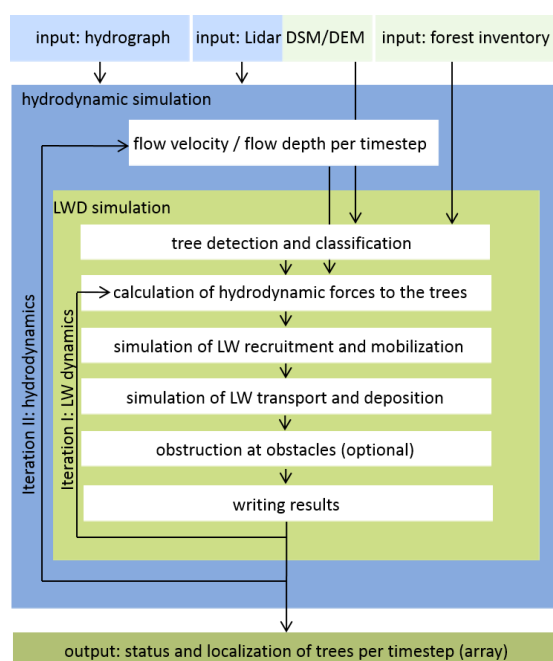 input: hydrograph
input: Lidar DSM/DEM
input: forest inventory
hydrodynamic simulation
flow velocity / flow depth per timestep
LWD simulation
tree detection and classification
calculation of hydrodynamic forces to the trees
simulation of LW recruitment and mobilization
simulation of LW transport and deposition
obstruction at obstacles (optional)
writing results
Iteration I: LW dynamics
Iteration II: hydrodynamics
output: status and localization of trees per timestep (array)